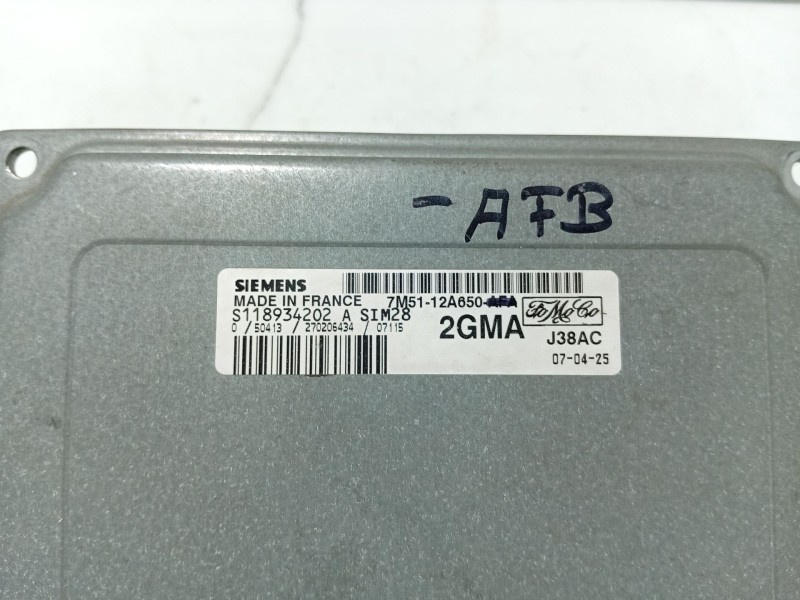 -AFB
SIEMENS
MADE IN FRANCE 7M51-12A650-AFA
S118934202 A SIM28
0 / 50413 / 270206434 / 07115
2GMA
FoMoCo
J38AC
07-04-25